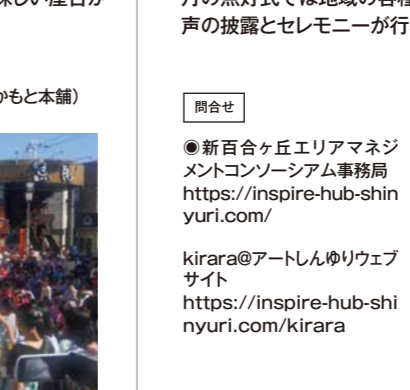 かもと本舗）
声の披露とセレモニーが行
問合せ
◉新百合ヶ丘エリアマネジ
メントコンソーシアム事務局
https://inspire-hub-shin
yuri.com/
kirara@アートしんゆりウェブ
サイト
https://inspire-hub-shi
nyuri.com/kirara